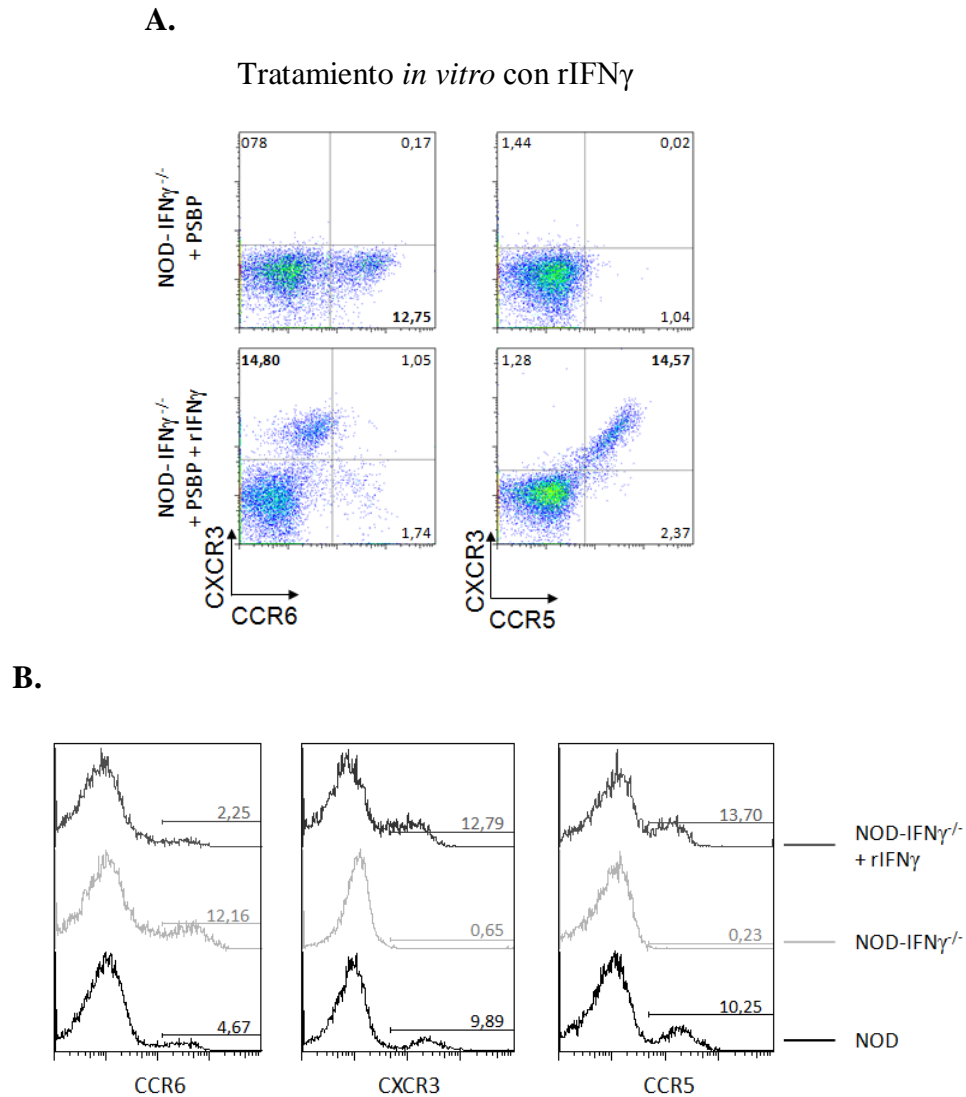 A.
Tratamiento in vitro con rIFNγ
NOD-IFNγ-/-
+ PSBP
078
0,17
12,75
1,44
0,02
1,04
NOD-IFNγ-/-
+ PSBP + rIFNγ
14,80
1,05
1,74
1,28
14,57
2,37
CXCR3
CCR6
CXCR3
CCR5
B.
2,25
12,79
13,70
NOD-IFNγ-/-
+ rIFNγ
12,16
0,65
0,23
NOD-IFNγ-/-
4,67
9,89
10,25
NOD
CCR6
CXCR3
CCR5